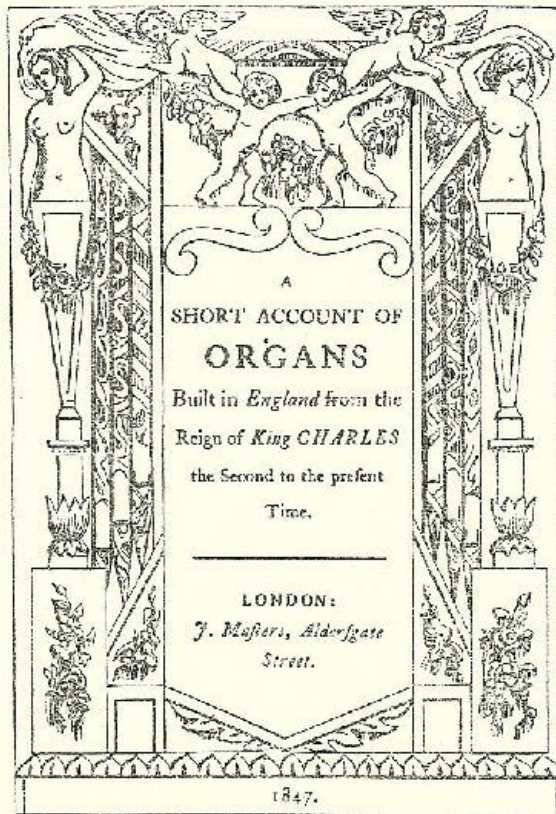 A
SHORT ACCOUNT OF
ORGANS
Built in England from the
Reign of King CHARLES
the Second to the preſent
Time.
LONDON:
J. Maſters, Alderſgate
Street.
1847.